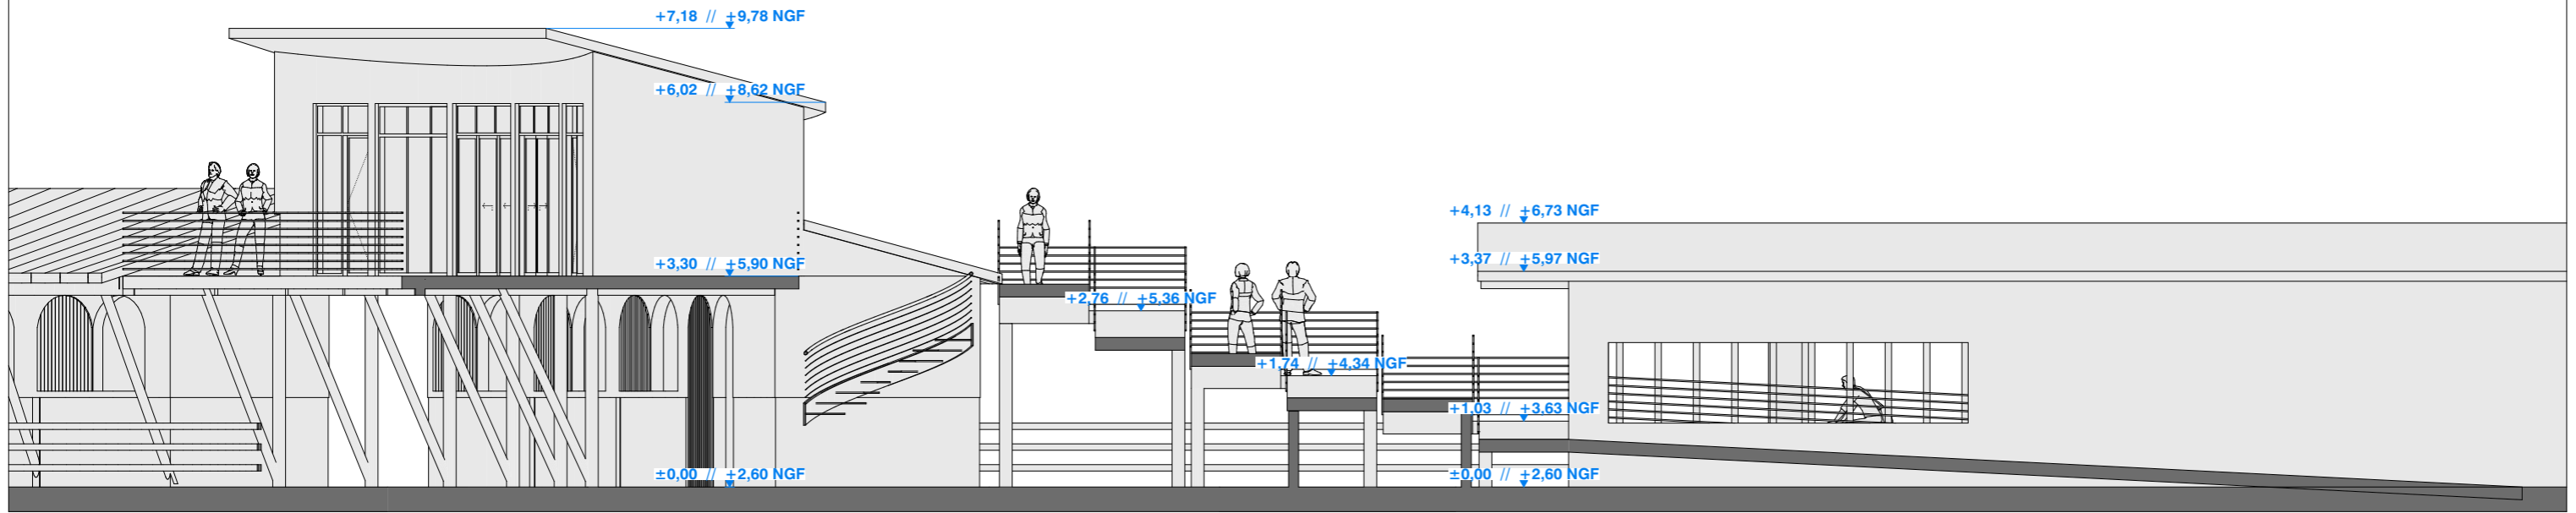 +7,18 // +9,78 NGF
+6,02 // +8,62 NGF
+4,13 // +6,73 NGF
+3,37 // +5,97 NGF
+3,30 // +5,90 NGF
+2,76 // +5,36 NGF
+1,74 // +4,34 NGF
+1,03 // +3,63 NGF
±0,00 // +2,60 NGF
±0,00 // +2,60 NGF